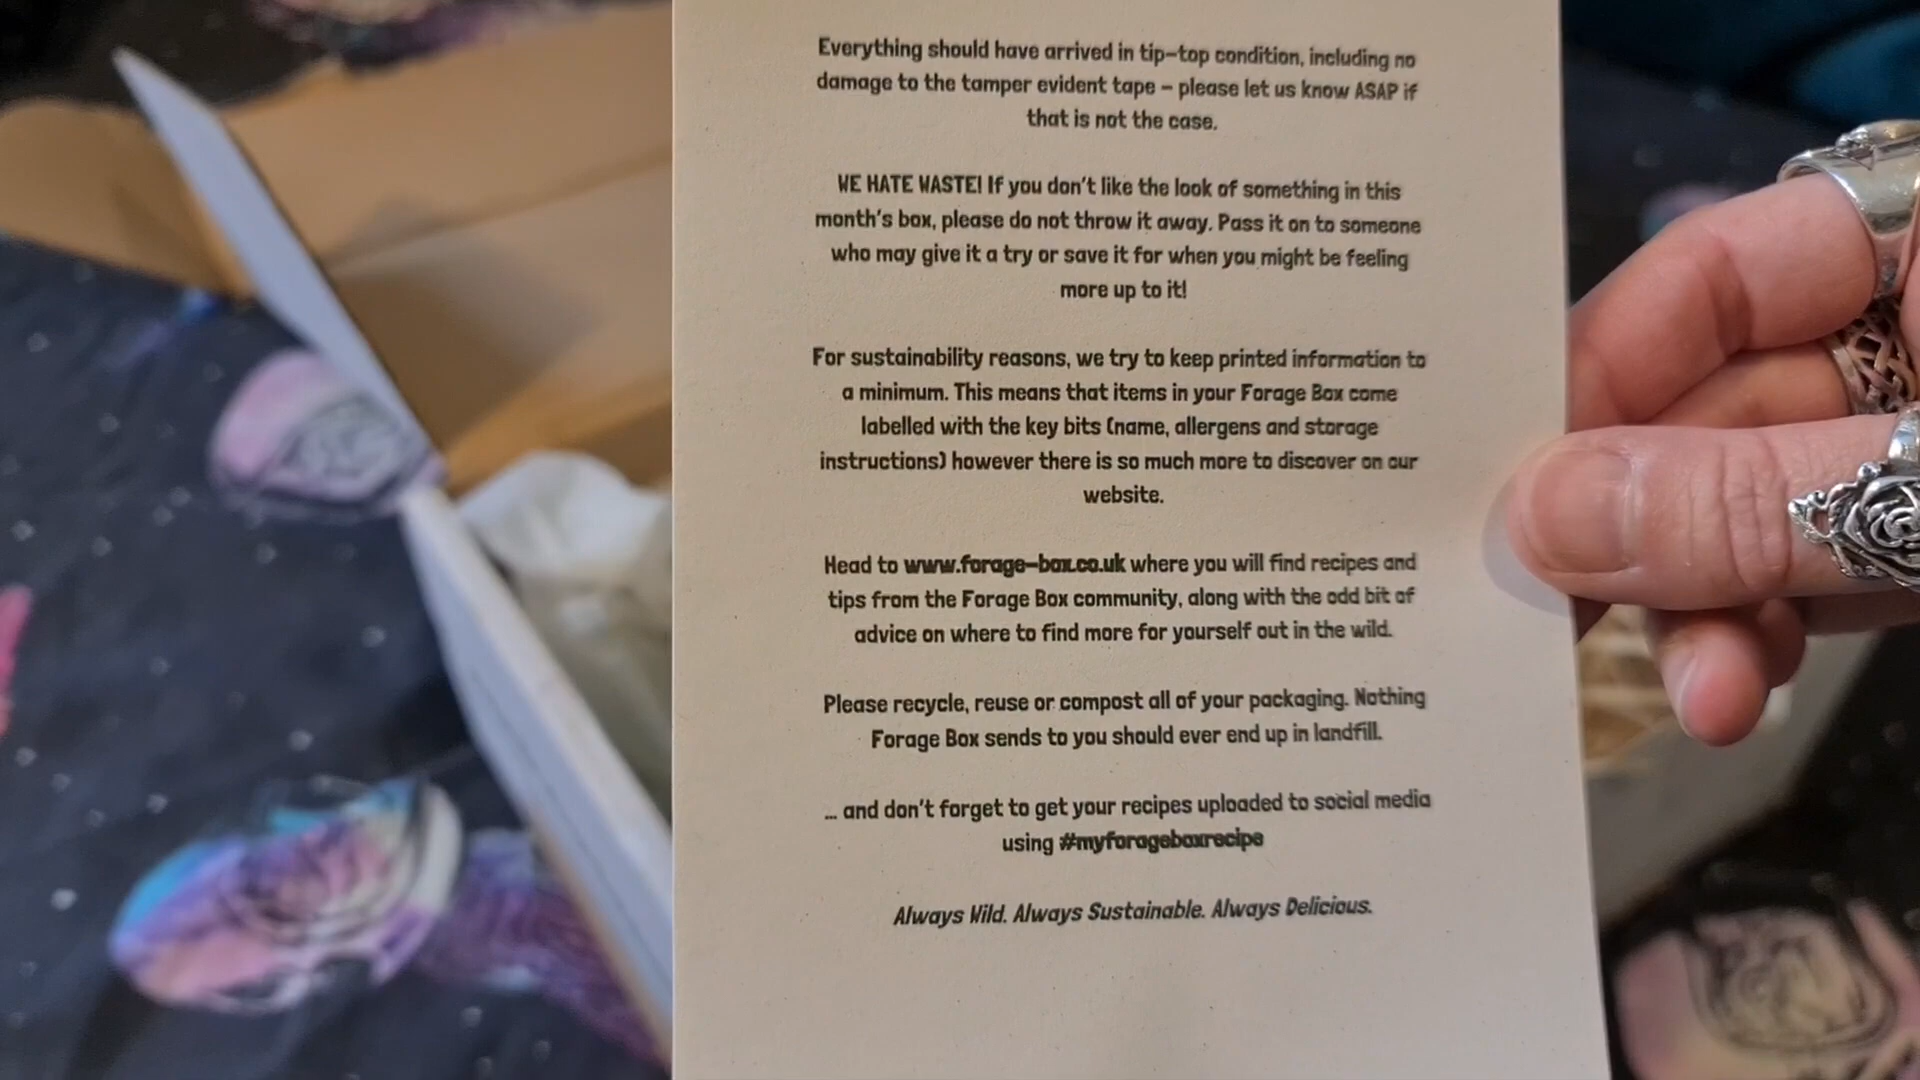 Everything should have arrived in tip-top condition, including no
damage to the tamper evident tape - please let us know ASAP if
that is not the case.
WE HATE WASTE! If you don't like the look of something in this
month's box, please do not throw it away. Pass it on to someone
who may give it a try or save it for when you might be feeling
more up to it!
For sustainability reasons, we try to keep printed information to
a minimum. This means that items in your Forage Box come
labelled with the key bits (name, allergens and storage
instructions) however there is so much more to discover on our
website.
Head to www.forage-box.co.uk where you will find recipes and
tips from the Forage Box community, along with the odd bit of
advice on where to find more for yourself out in the wild.
Please recycle, reuse or compost all of your packaging. Nothing
Forage Box sends to you should ever end up in landfill.
... and don't forget to get your recipes uploaded to social media
using #myforageboxrecipe
Always Wild. Always Sustainable. Always Delicious.